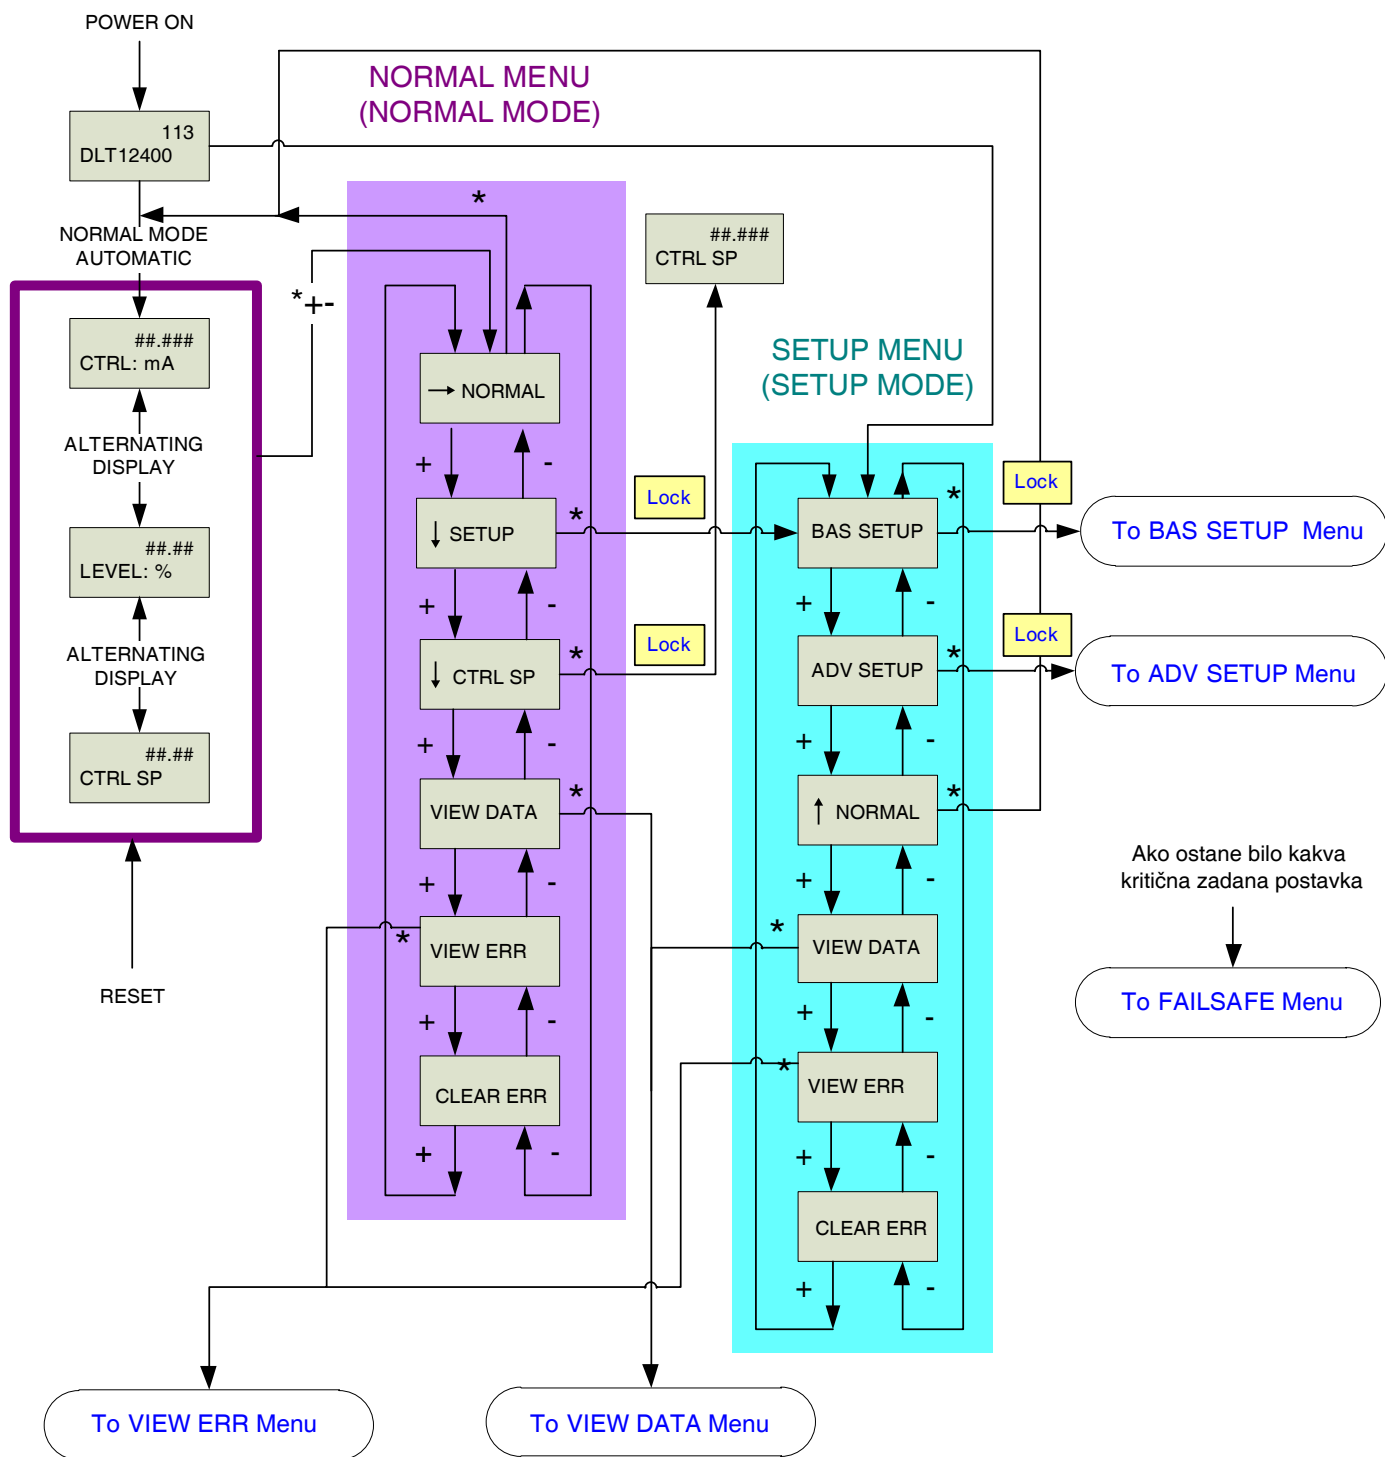 POWER ON
113
DLT12400
NORMAL MODE
AUTOMATIC
##.###
CTRL: mA
ALTERNATING
DISPLAY
##.##
LEVEL: %
ALTERNATING
DISPLAY
##.##
CTRL SP
RESET
*+-
NORMAL MENU
(NORMAL MODE)
*
→ NORMAL
+ -
↓ SETUP
*
Lock
+ -
↓ CTRL SP
*
Lock
+ -
VIEW DATA
*
+ -
*
VIEW ERR
+ -
CLEAR ERR
+ -
##.###
CTRL SP
SETUP MENU
(SETUP MODE)
BAS SETUP
*
Lock
To BAS SETUP Menu
+ -
ADV SETUP
*
Lock
To ADV SETUP Menu
+ -
↑ NORMAL
*
+ -
*
VIEW DATA
+ -
*
VIEW ERR
+ -
CLEAR ERR
+ -
Ako ostane bilo kakva
kritična zadana postavka
To FAILSAFE Menu
To VIEW ERR Menu
To VIEW DATA Menu